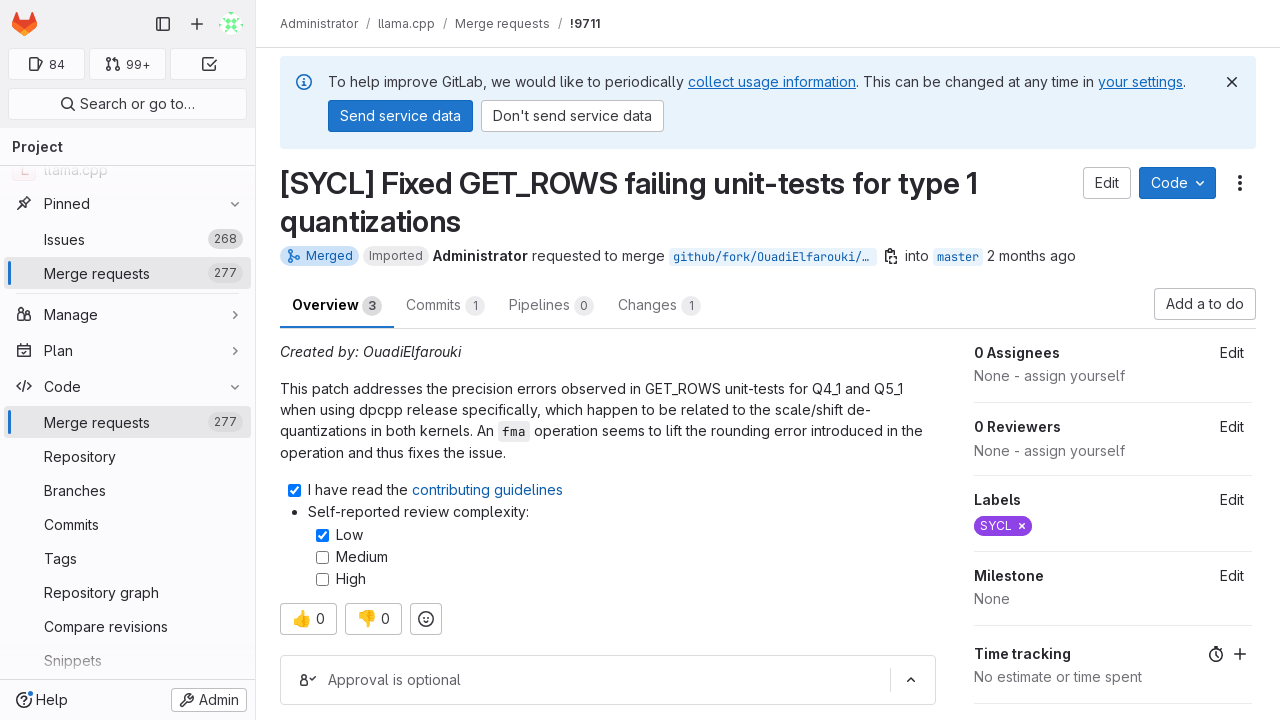 Administrator / llama.cpp / Merge requests / !9711
84
99+
Search or go to…
Project
L llama.cpp
Pinned
Issues 268
Merge requests 277
Manage
Plan
Code
Merge requests 277
Repository
Branches
Commits
Tags
Repository graph
Compare revisions
Snippets
Help
Admin
To help improve GitLab, we would like to periodically collect usage information. This can be changed at any time in your settings.
Send service data
Don't send service data
[SYCL] Fixed GET_ROWS failing unit-tests for type 1
quantizations
Edit
Code
Merged Imported Administrator requested to merge github/fork/OuadiElfarouki/… into master 2 months ago
Overview 3
Commits 1
Pipelines 0
Changes 1
Add a to do
Created by: OuadiElfarouki
This patch addresses the precision errors observed in GET_ROWS unit-tests for Q4_1 and Q5_1
when using dpcpp release specifically, which happen to be related to the scale/shift de-
quantizations in both kernels. An fma operation seems to lift the rounding error introduced in the
operation and thus fixes the issue.
I have read the contributing guidelines
Self-reported review complexity:
Low
Medium
High
👍 0
👎 0
Approval is optional
0 Assignees
Edit
None - assign yourself
0 Reviewers
Edit
None - assign yourself
Labels
Edit
SYCL ×
Milestone
Edit
None
Time tracking
No estimate or time spent